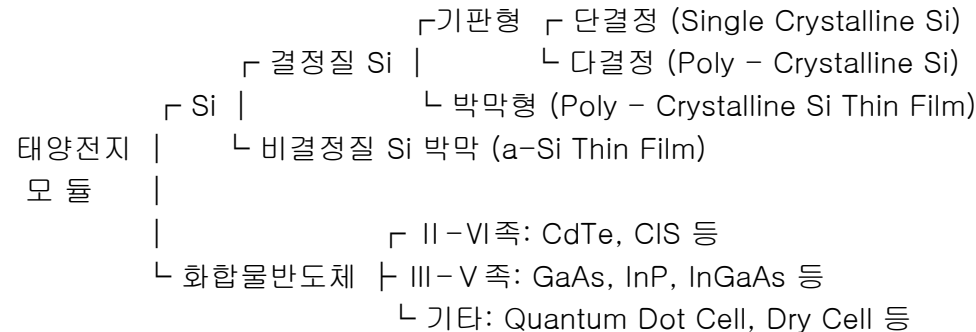 ┌기판형 ┌ 단결정 (Single Crystalline Si)
┌ 결정질 Si | └ 다결정 (Poly - Crystalline Si)
┌ Si | └ 박막형 (Poly - Crystalline Si Thin Film)
태양전지 | └ 비결정질 Si 박막 (a-Si Thin Film)
모 듈 |
| ┌ II-VI족: CdTe, CIS 등
└ 화합물반도체 ├ III-V족: GaAs, InP, InGaAs 등
└ 기타: Quantum Dot Cell, Dry Cell 등